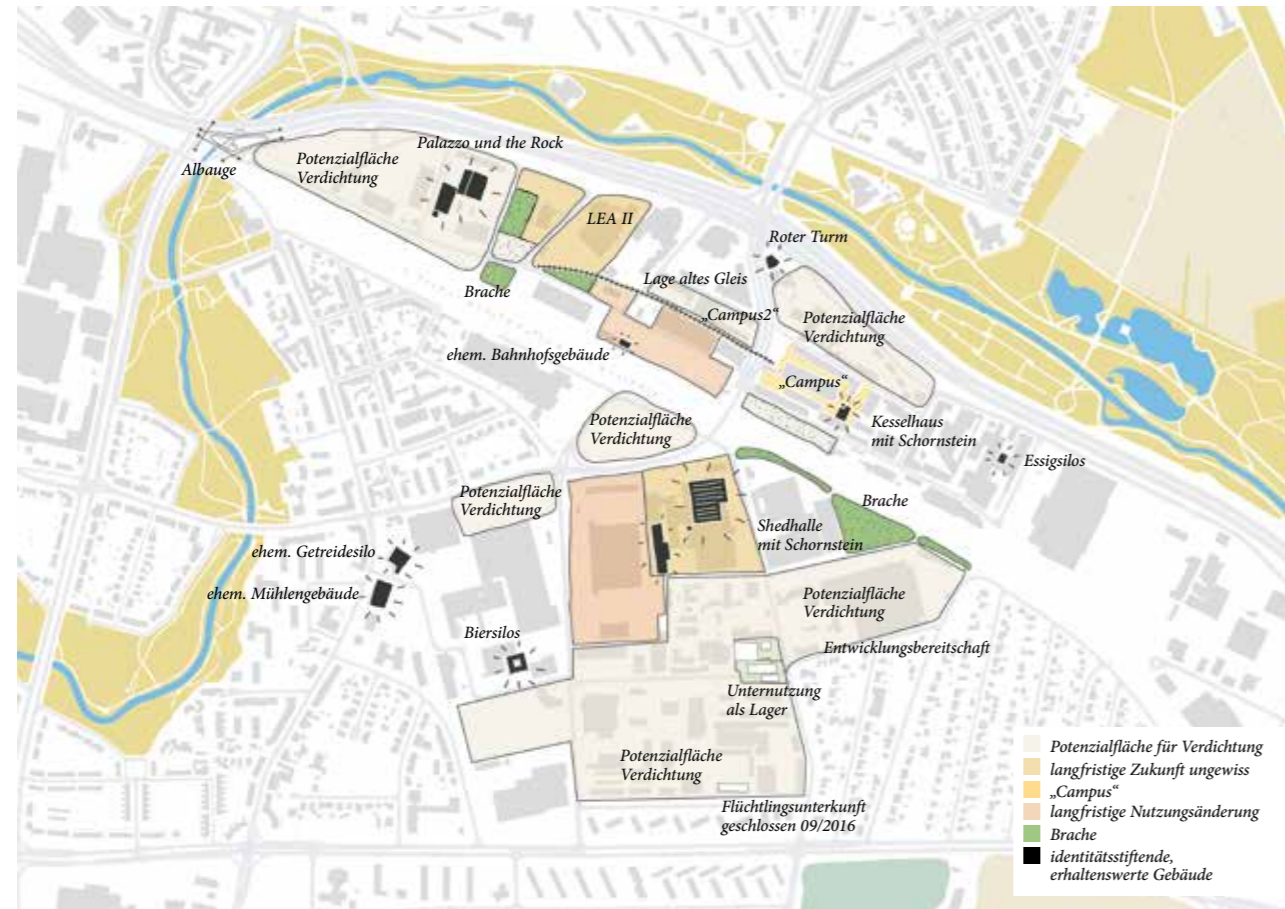 Albauge
Potenzialfläche
Verdichtung
Palazzo und the Rock
LEA II
Brache
Roter Turm
Lage altes Gleis
„Campus2“
Potenzialfläche
Verdichtung
ehem. Bahnhofsgebäude
„Campus“
Kesselhaus
mit Schornstein
Essigsilos
Potenzialfläche
Verdichtung
Potenzialfläche
Verdichtung
Brache
Shedhalle
mit Schornstein
ehem. Getreidesilo
ehem. Mühlengebäude
Potenzialfläche
Verdichtung
Biersilos
Entwicklungsbereitschaft
Unternutzung
als Lager
Potenzialfläche
Verdichtung
Flüchtlingsunterkunft
geschlossen 09/2016
Potenzialfläche für Verdichtung
langfristige Zukunft ungewiss
„Campus“
langfristige Nutzungsänderung
Brache
identitätsstiftende,
erhaltenswerte Gebäude